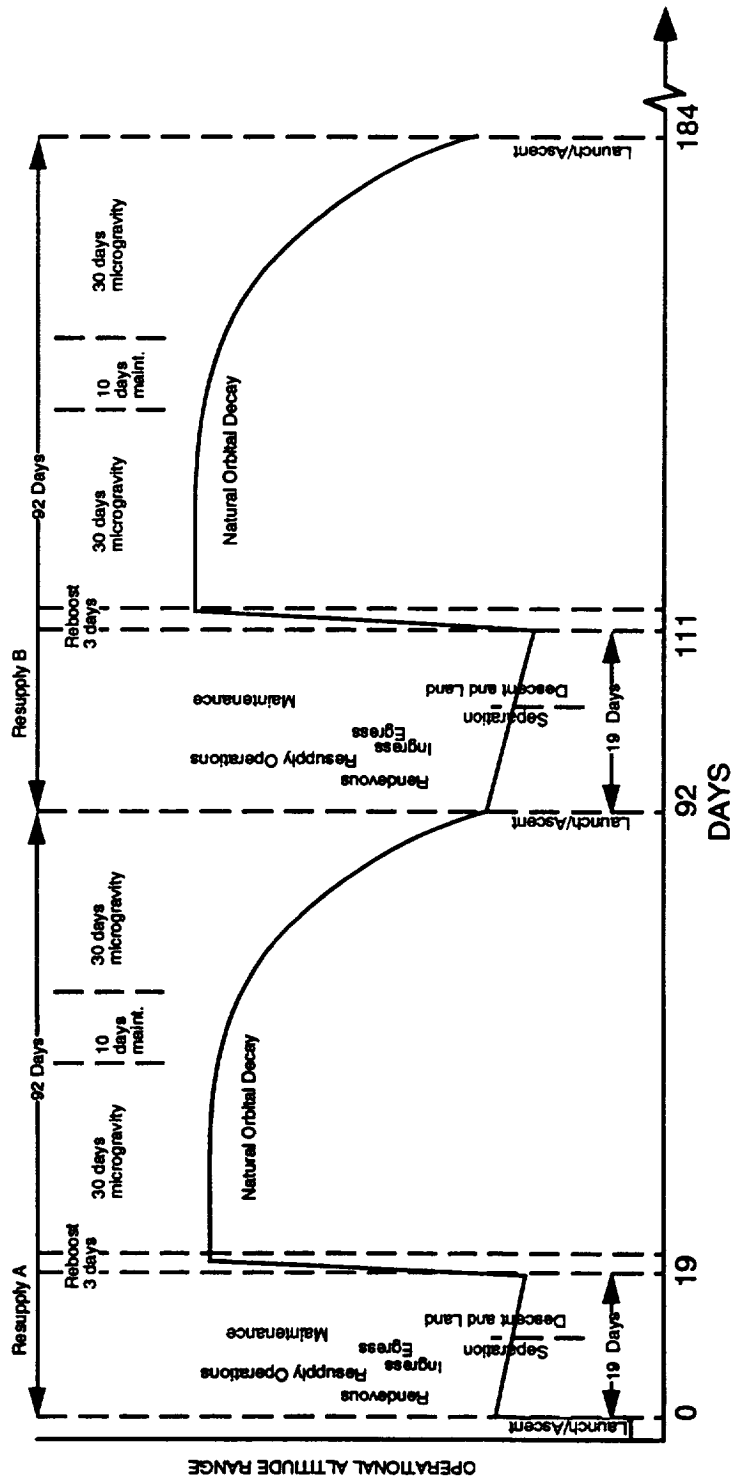 OPERATIONAL ALTITUDE RANGE
Resupply A
92 Days
Reboost
3 days
30 days
microgravity
10
days
maint.
30 days
microgravity
Launch/Ascent
Rendevous
Resupply Operations
Ingress
Egress
Maintenance
Separation
Descent and Land
19 Days
Natural Orbital Decay
Resupply B
92 Days
Reboost
3 days
30 days
microgravity
10
days
maint.
30 days
microgravity
Launch/Ascent
Rendevous
Resupply Operations
Ingress
Egress
Maintenance
Separation
Descent and Land
19 Days
Natural Orbital Decay
Launch/Ascent
0
19
92
111
184
DAYS